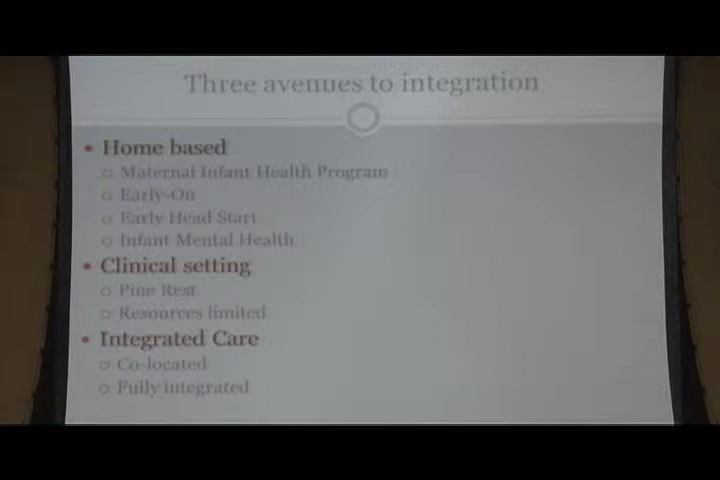 Three avenues to integration
Home based
Maternal Infant Health Program
Early-On
Early Head Start
Infant Mental Health
Clinical setting
Pine Rest
Resources limited
Integrated Care
Co-located
Fully integrated